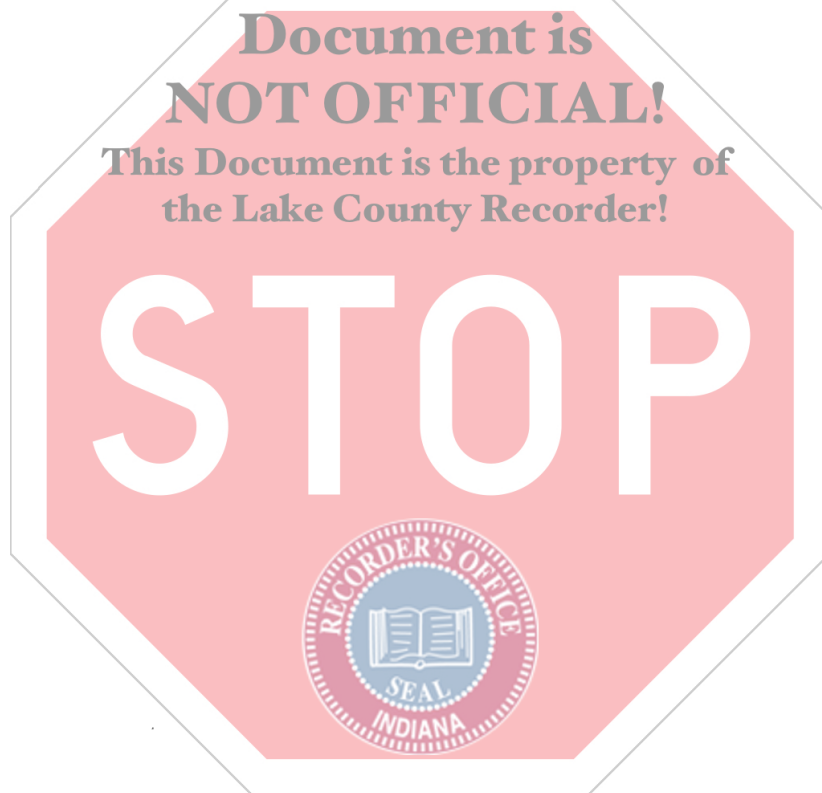 Document is
NOT OFFICIAL!
This Document is the property of
the Lake County Recorder!
STOP
RECORDER'S OFFICE
SEAL
INDIANA